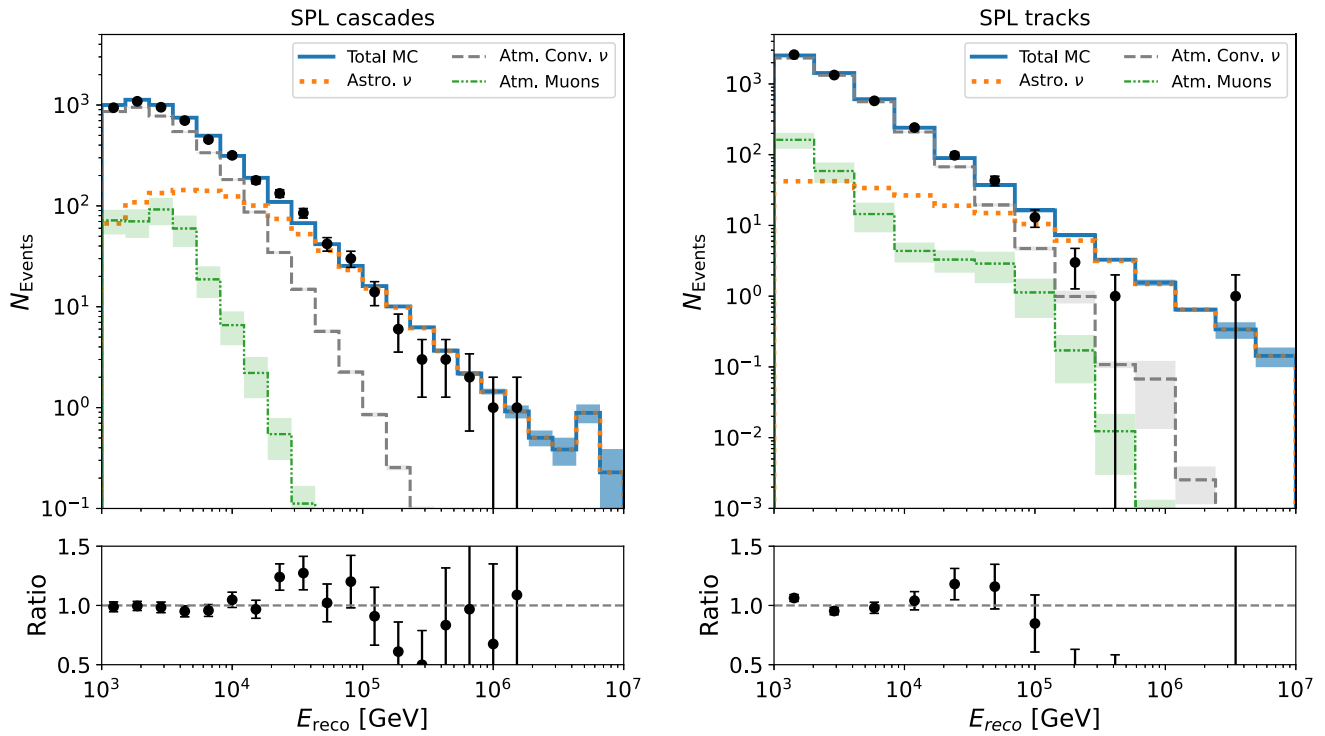 SPL cascades
Total MC
Astro. ν
Atm. Conv. ν
Atm. Muons
10³
10²
10¹
10⁰
10⁻¹
N_Events
1.5
1.0
0.5
Ratio
10³ 10⁴ 10⁵ 10⁶ 10⁷
E_reco [GeV]
SPL tracks
Total MC
Astro. ν
Atm. Conv. ν
Atm. Muons
10³
10²
10¹
10⁰
10⁻¹
10⁻²
10⁻³
N_Events
1.5
1.0
0.5
Ratio
10³ 10⁴ 10⁵ 10⁶ 10⁷
E_reco [GeV]